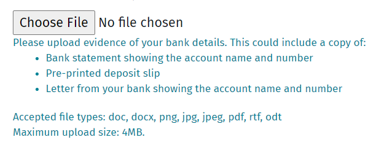 Choose File No file chosen
Please upload evidence of your bank details. This could include a copy of:
• Bank statement showing the account name and number
• Pre-printed deposit slip
• Letter from your bank showing the account name and number
Accepted file types: doc, docx, png, jpg, jpeg, pdf, rtf, odt
Maximum upload size: 4MB.